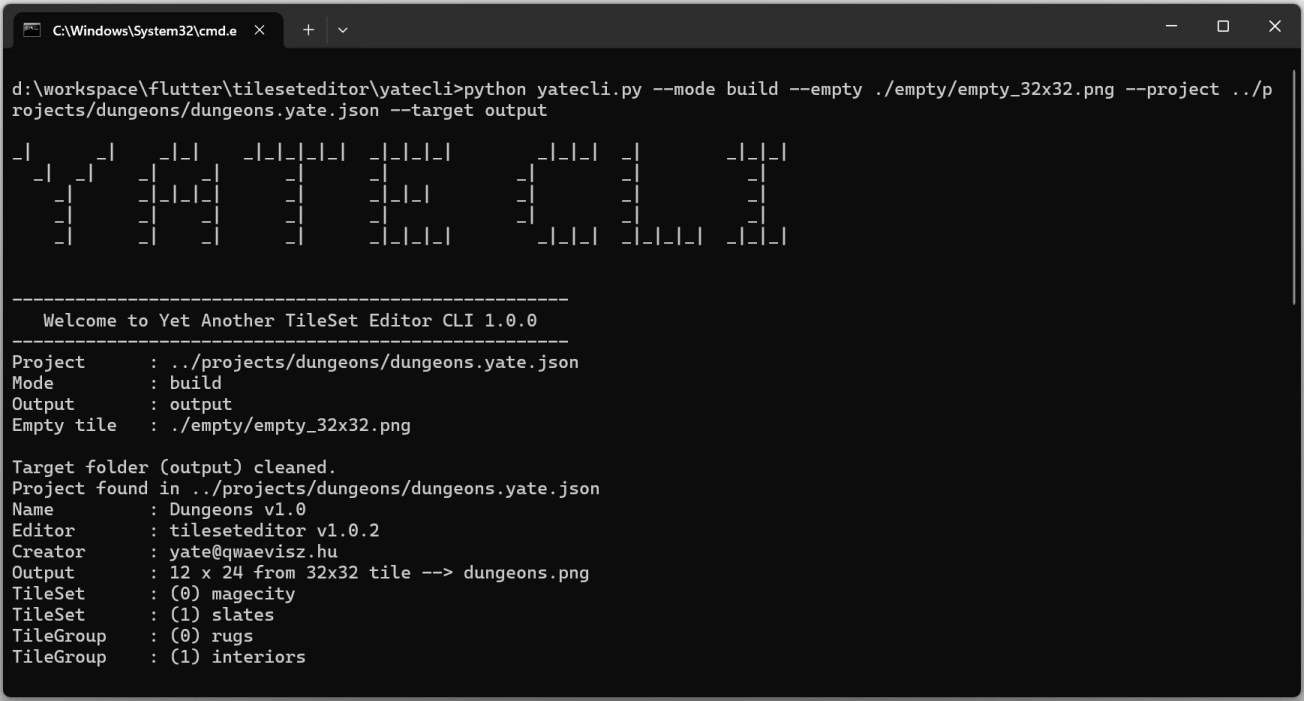 C:\Windows\System32\cmd.e
d:\workspace\flutter\tileseteditor\yatecli>python yatecli.py --mode build --empty ./empty/empty_32x32.png --project ../p
rojects/dungeons/dungeons.yate.json --target output
YATE CLI
-----------------------------------------------------
Welcome to Yet Another TileSet Editor CLI 1.0.0
-----------------------------------------------------
Project : ../projects/dungeons/dungeons.yate.json
Mode : build
Output : output
Empty tile : ./empty/empty_32x32.png
Target folder (output) cleaned.
Project found in ../projects/dungeons/dungeons.yate.json
Name : Dungeons v1.0
Editor : tileseteditor v1.0.2
Creator : yate@qwaevisz.hu
Output : 12 x 24 from 32x32 tile --> dungeons.png
TileSet : (0) magecity
TileSet : (1) slates
TileGroup : (0) rugs
TileGroup : (1) interiors